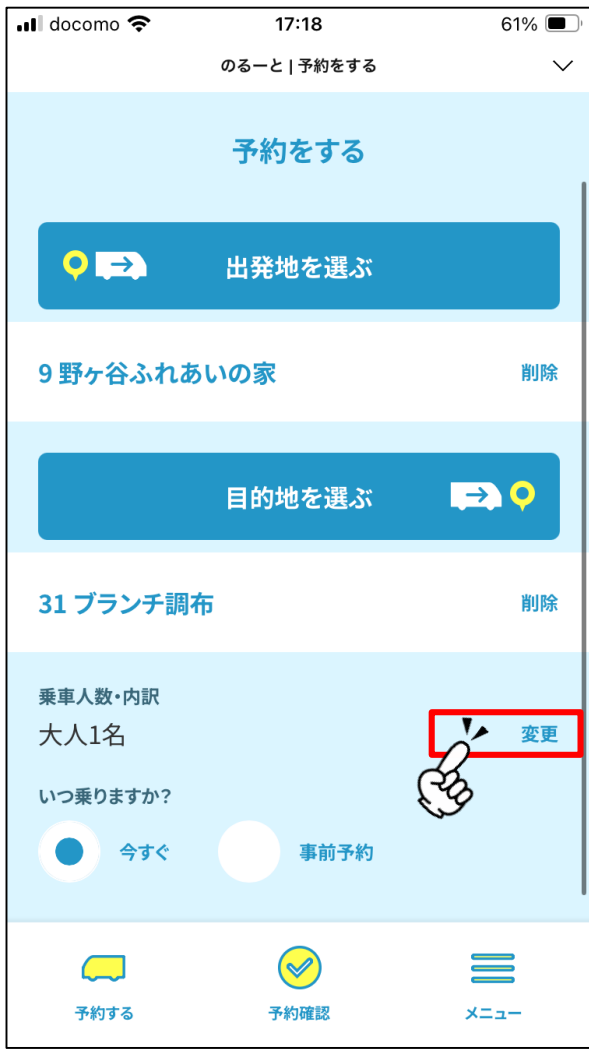 docomo 17:18 61%
のるーと | 予約をする
予約をする
出発地を選ぶ
9 野ヶ谷ふれあいの家 削除
目的地を選ぶ
31 ブランチ調布 削除
乗車人数・内訳
大人1名 変更
いつ乗りますか?
今すぐ 事前予約
予約する 予約確認 メニュー